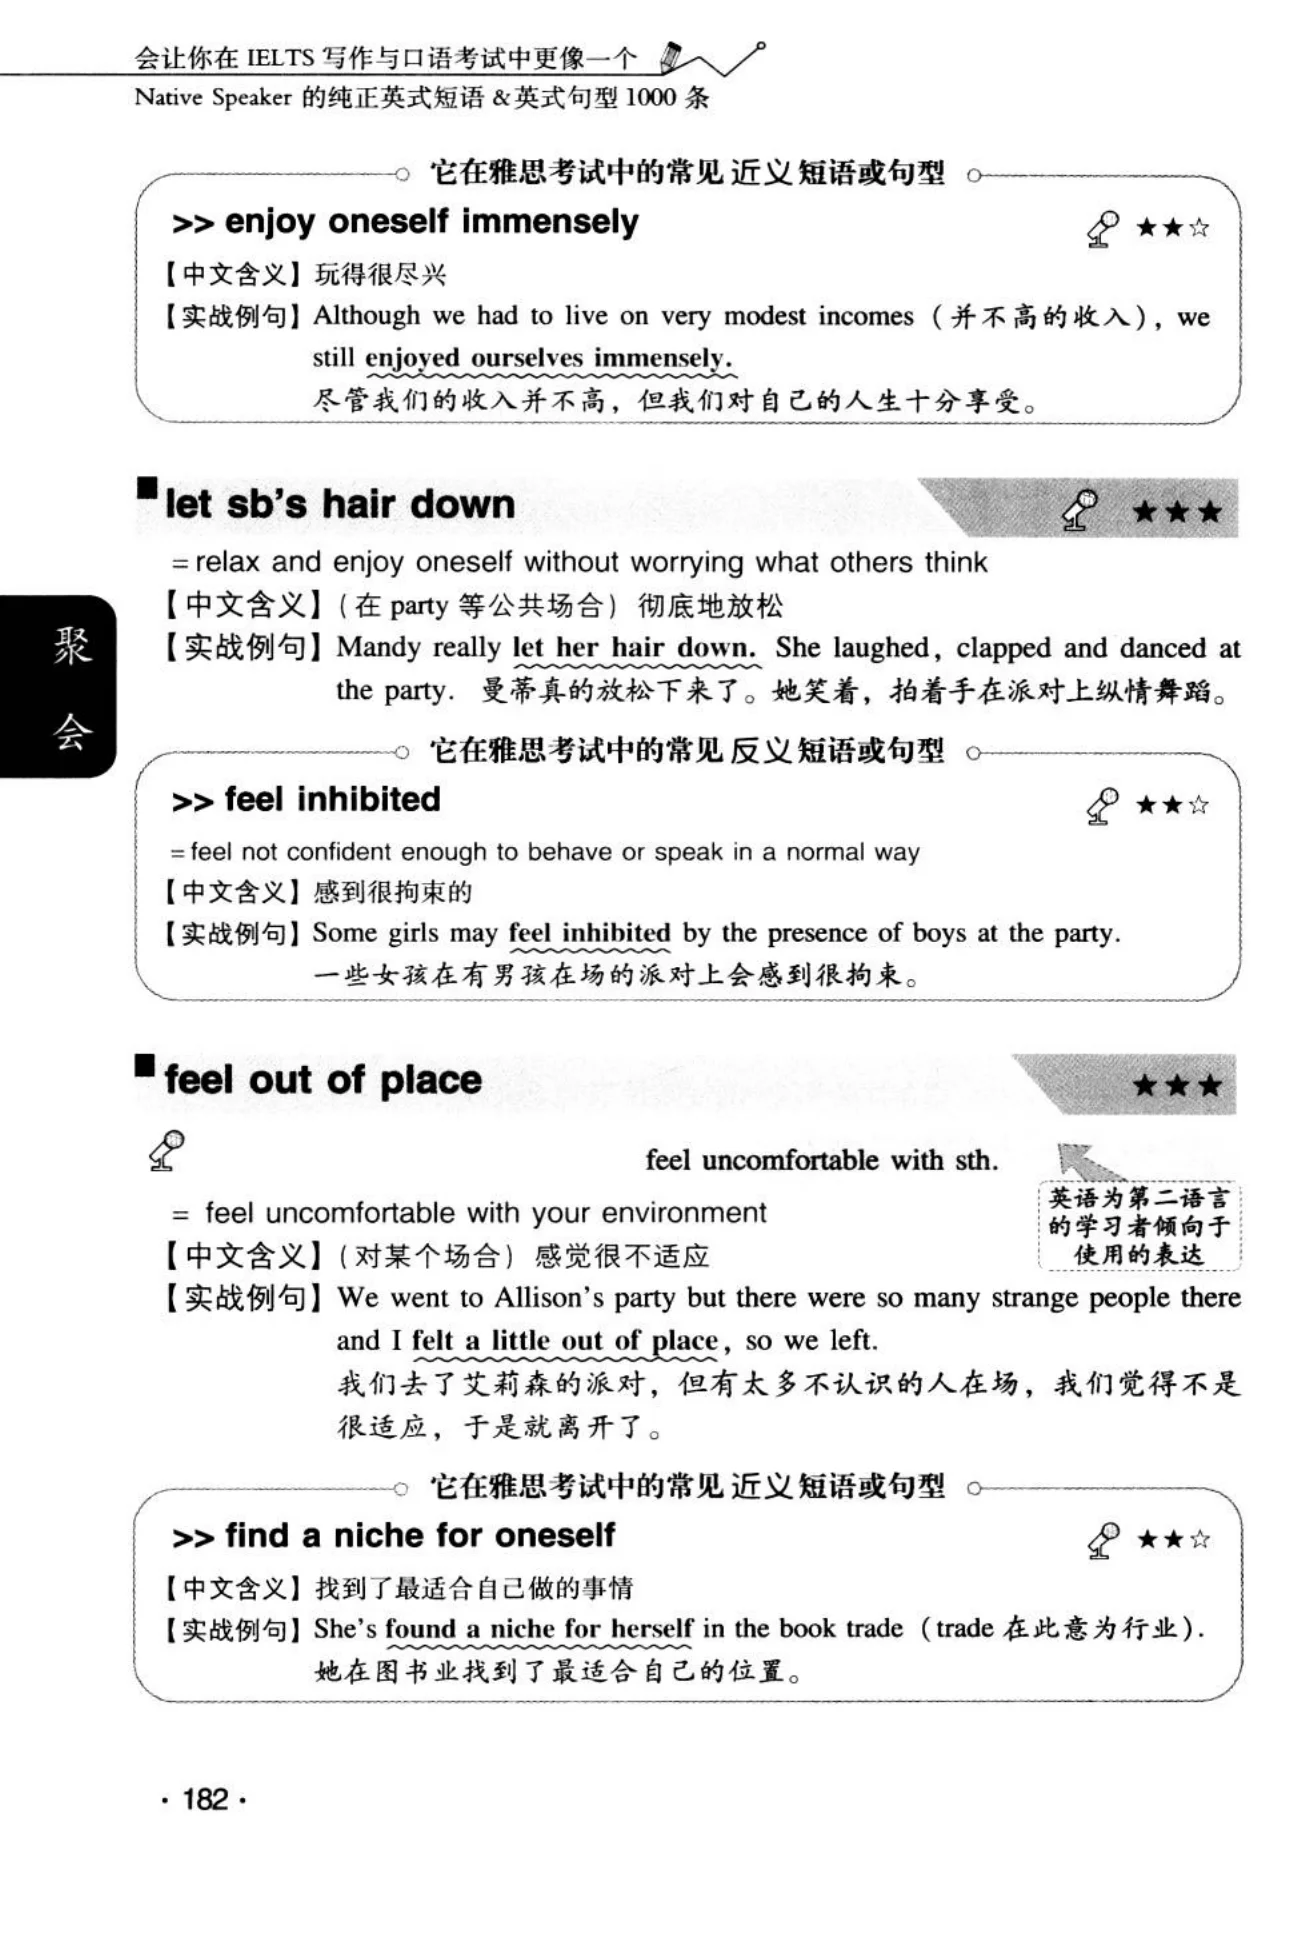 会让你在 IELTS 写作与口语考试中更像一个
Native Speaker 的纯正英式短语 & 英式句型 1000 条
它在雅思考试中的常见 近义 短语或句型
>> enjoy oneself immensely ★★☆
【中文含义】玩得很尽兴
【实战例句】Although we had to live on very modest incomes（并不高的收入）, we
still enjoyed ourselves immensely.
尽管我们的收入并不高，但我们对自己的人生十分享受。
■ let sb's hair down ★★★
= relax and enjoy oneself without worrying what others think
【中文含义】（在 party 等公共场合）彻底地放松
【实战例句】Mandy really let her hair down. She laughed, clapped and danced at
the party. 曼蒂真的放松下来了。她笑着，拍着手在派对上纵情舞蹈。
聚会
它在雅思考试中的常见 反义 短语或句型
>> feel inhibited ★★☆
= feel not confident enough to behave or speak in a normal way
【中文含义】感到很拘束的
【实战例句】Some girls may feel inhibited by the presence of boys at the party.
一些女孩在有男孩在场的派对上会感到很拘束。
■ feel out of place ★★★
feel uncomfortable with sth.
英语为第二语言
的学习者倾向于
使用的表达
= feel uncomfortable with your environment
【中文含义】（对某个场合）感觉很不适应
【实战例句】We went to Allison's party but there were so many strange people there
and I felt a little out of place, so we left.
我们去了艾莉森的派对，但有太多不认识的人在场，我们觉得不是
很适应，于是就离开了。
它在雅思考试中的常见 近义 短语或句型
>> find a niche for oneself ★★☆
【中文含义】找到了最适合自己做的事情
【实战例句】She's found a niche for herself in the book trade（trade 在此意为行业）.
她在图书业找到了最适合自己的位置。
· 182 ·